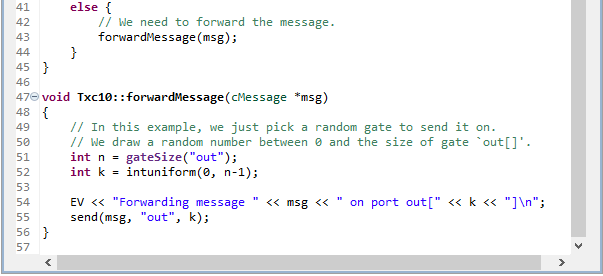 41     else {
42         // We need to forward the message.
43         forwardMessage(msg);
44     }
45 }
46
47 void Txc10::forwardMessage(cMessage *msg)
48 {
49     // In this example, we just pick a random gate to send it on.
50     // We draw a random number between 0 and the size of gate `out[]'.
51     int n = gateSize("out");
52     int k = intuniform(0, n-1);
53
54     EV << "Forwarding message " << msg << " on port out[" << k << "]\n";
55     send(msg, "out", k);
56 }
57